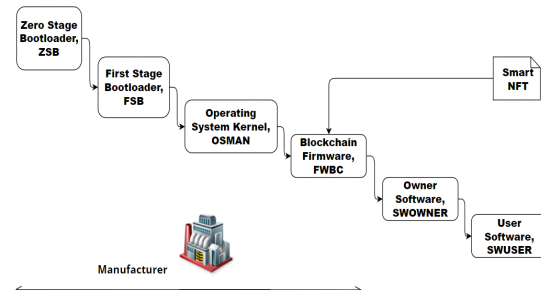 Zero Stage
Bootloader,
ZSB
First Stage
Bootloader,
FSB
Smart
NFT
Operating
System Kernel,
OSMAN
Blockchain
Firmware,
FWBC
Owner
Software,
SWOWNER
User
Software,
SWUSER
Manufacturer